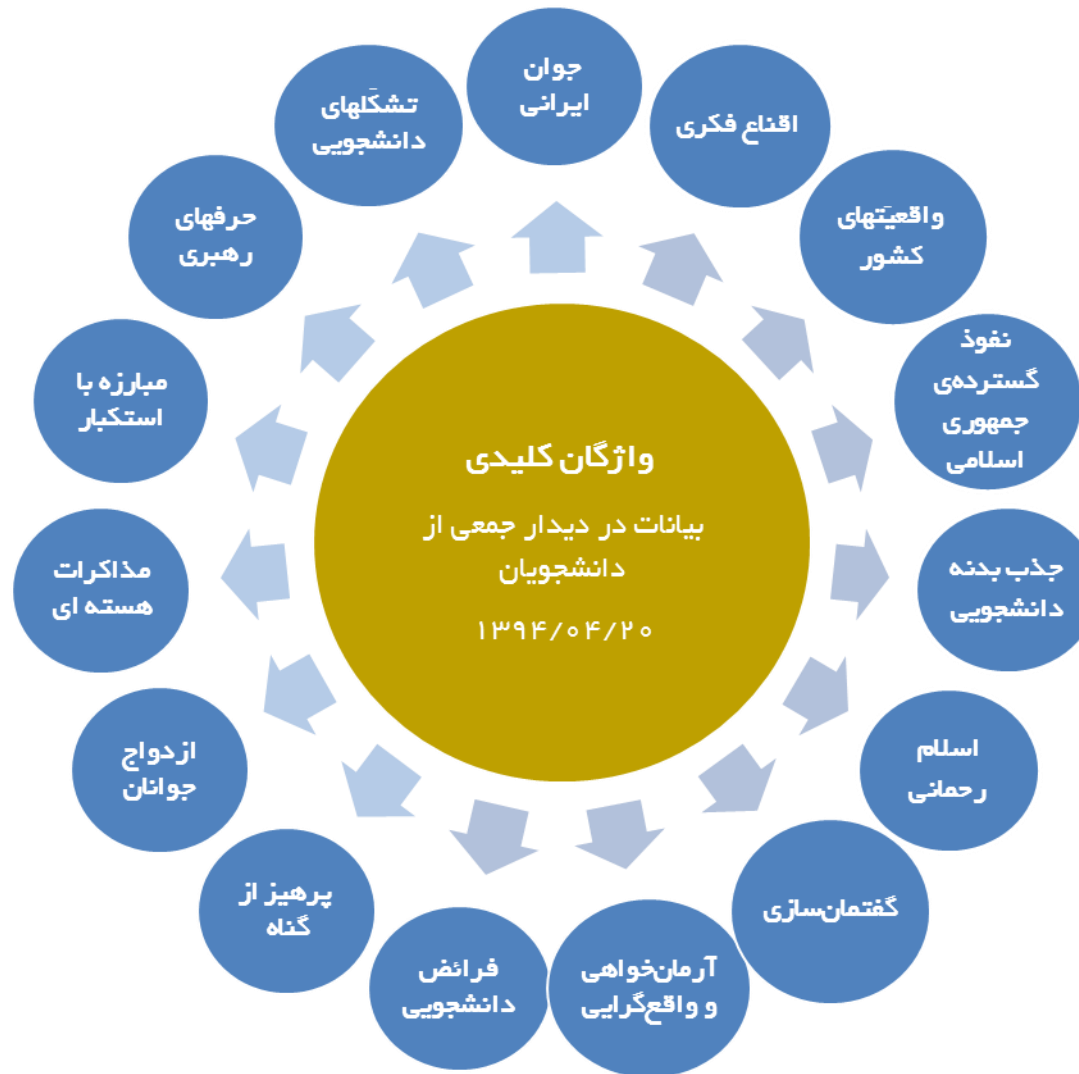 واژگان کلیدی
بیانات در دیدار جمعی از
دانشجویان
۱۳۹۴/۰۴/۲۰
جوان
ایرانی
اقناع فکری
واقعیّتهای
کشور
نفوذ
گسترده‌ی
جمهوری
اسلامی
جذب بدنه
دانشجویی
اسلام
رحمانی
گفتمان‌سازی
آرمان‌خواهی
و واقع‌گرایی
فرائض
دانشجویی
پرهیز از
گناه
ازدواج
جوانان
مذاکرات
هسته ای
مبارزه با
استکبار
حرفهای
رهبری
تشکّلهای
دانشجویی